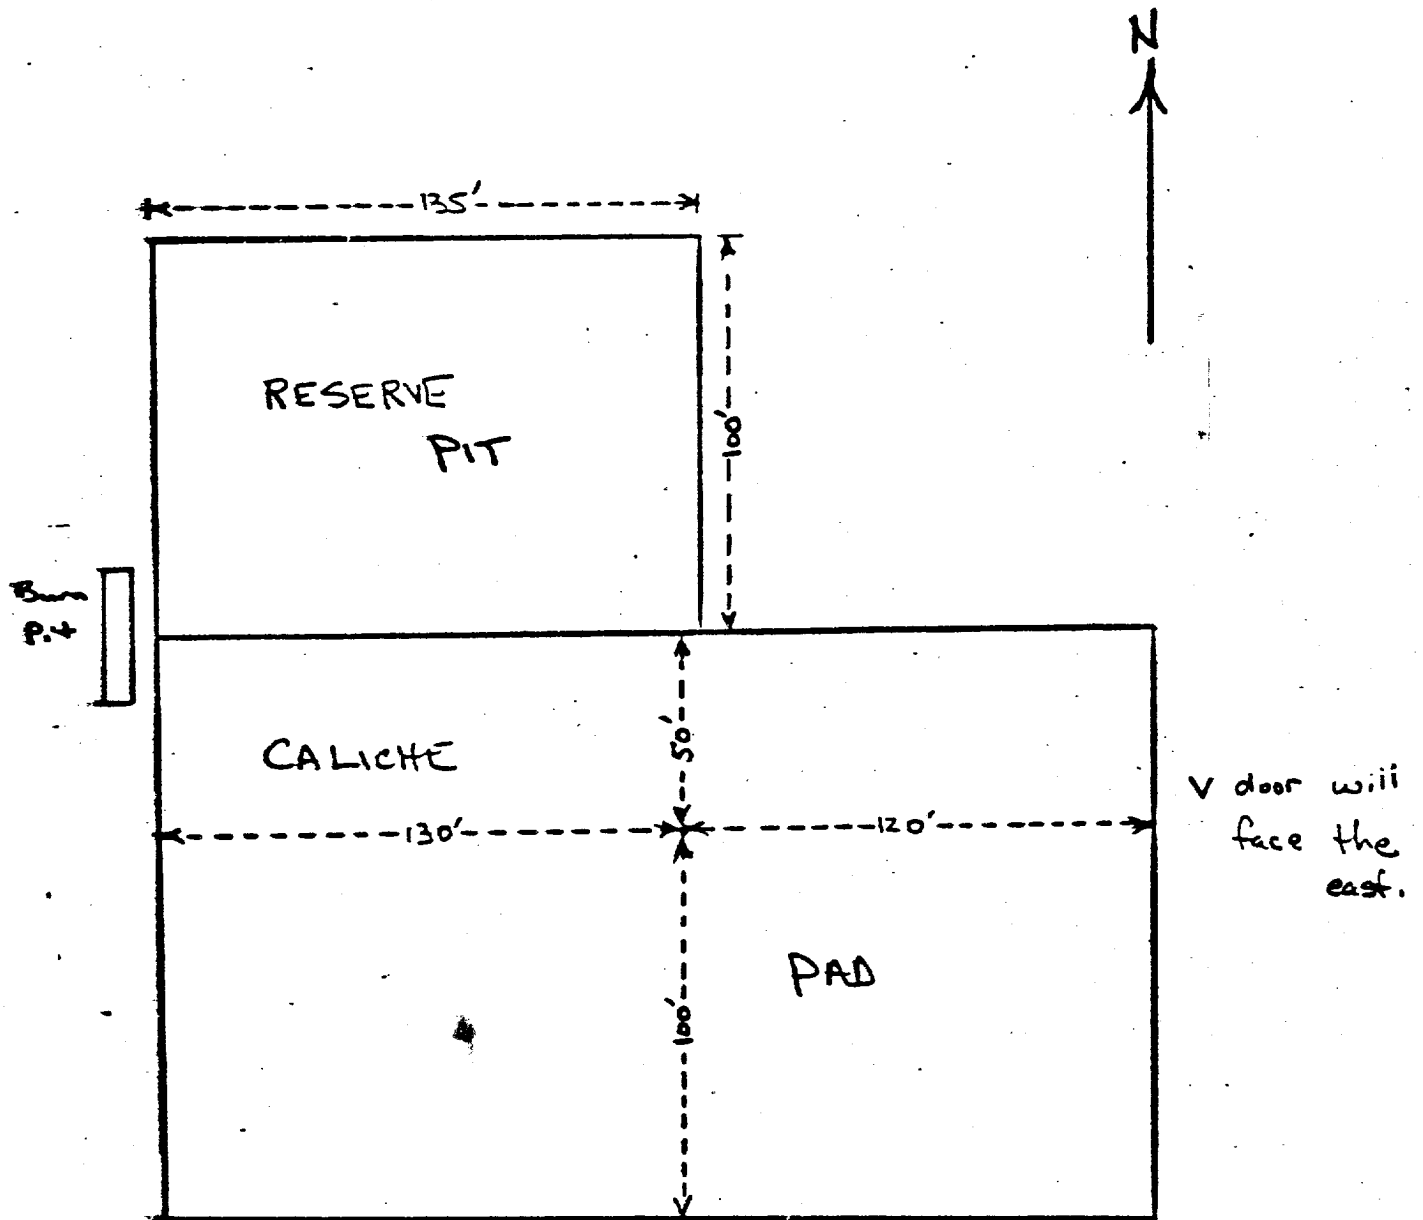 N
135'
RESERVE
PIT
100'
Burn
Pit
CALICHE
50'
130'
120'
V door will
face the
east.
PAD
100'